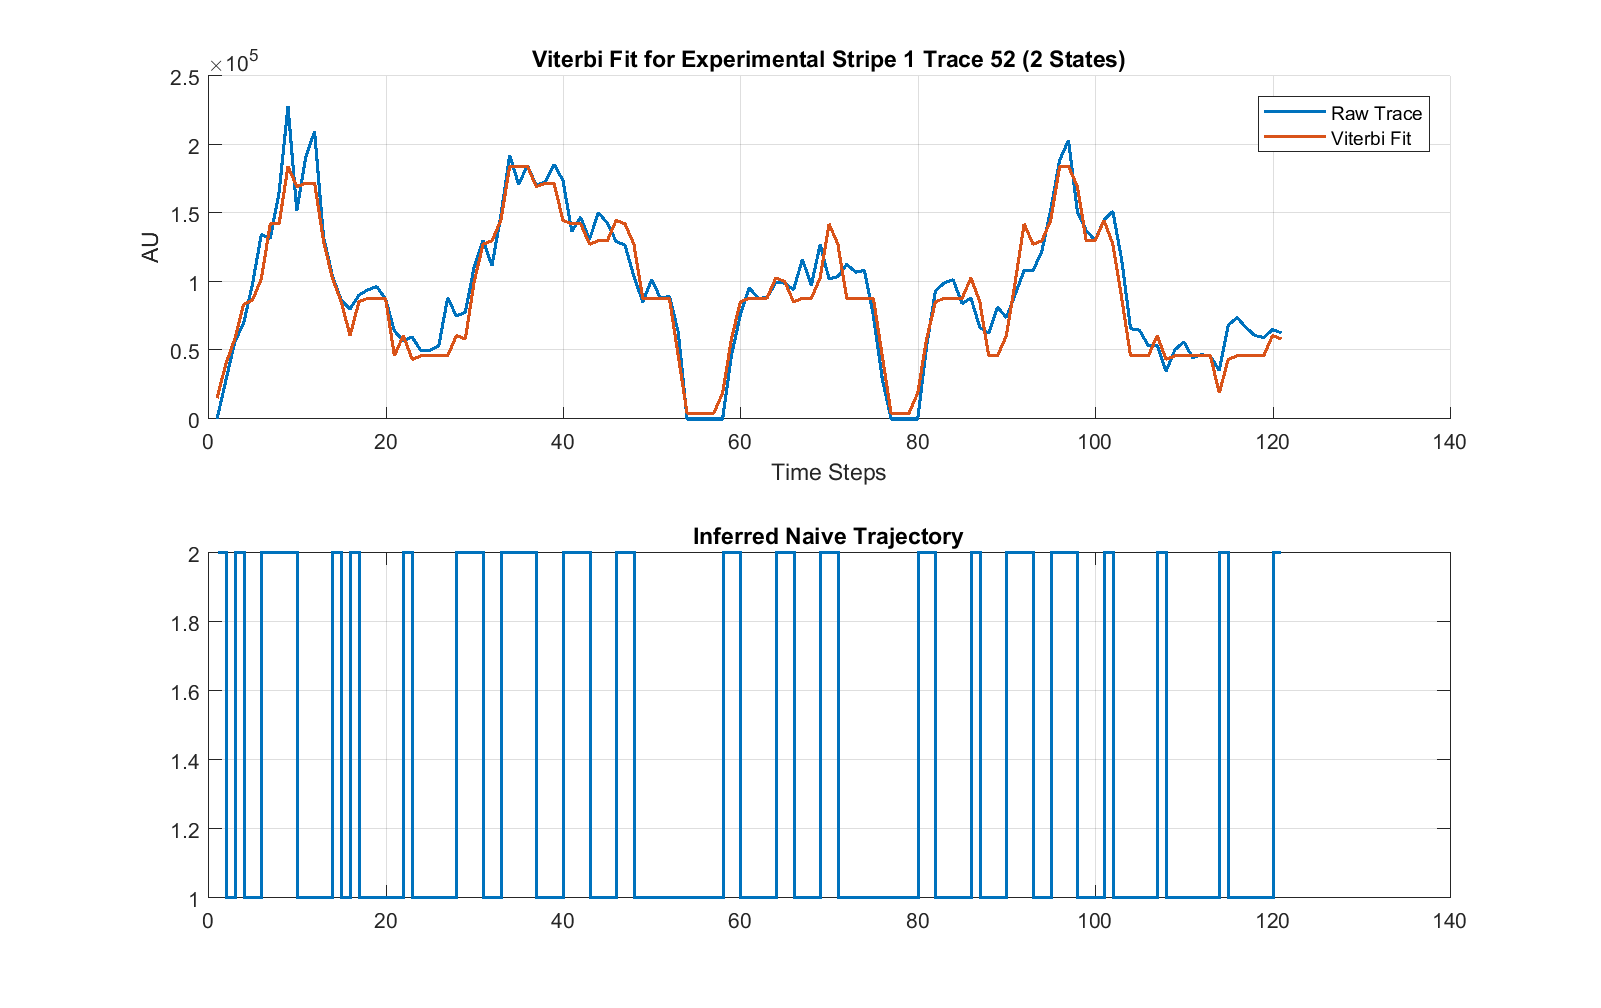 Viterbi Fit for Experimental Stripe 1 Trace 52 (2 States)
×10^5
2.5
2
1.5
1
0.5
0
AU
Raw Trace
Viterbi Fit
0 20 40 60 80 100 120 140
Time Steps
Inferred Naive Trajectory
2
1.8
1.6
1.4
1.2
1
0 20 40 60 80 100 120 140